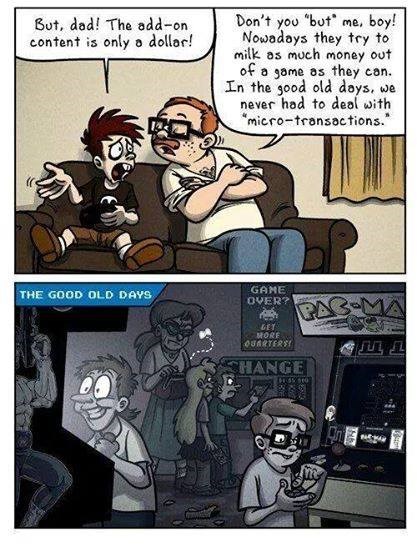 But, dad! The add-on
content is only a dollar!
Don't you "but" me, boy!
Nowadays they try to
milk as much money out
of a game as they can.
In the good old days, we
never had to deal with
"micro-transactions."
THE GOOD OLD DAYS
GAME
OVER?
GET
MORE
QUARTERS!
PAC-MA
CHANGE